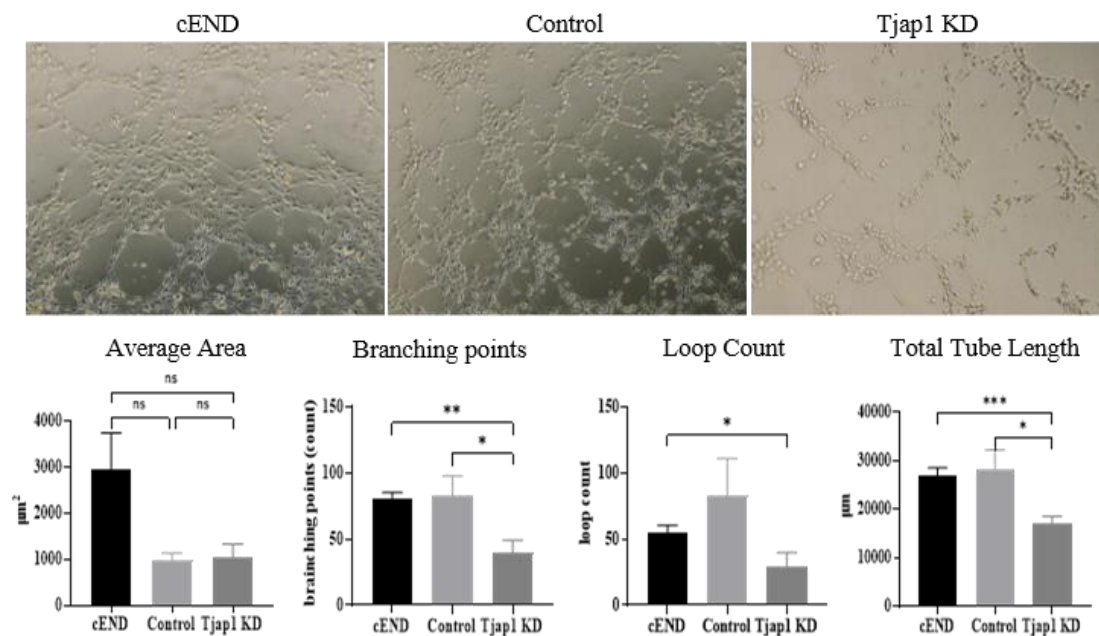 cEND
Control
Tjap1 KD
Average Area
Branching points
Loop Count
Total Tube Length
ns
ns
ns
4000
3000
2000
1000
0
µm²
cEND
Control
Tjap1 KD
**
*
150
100
50
0
brainching points (count)
cEND
Control
Tjap1 KD
*
150
100
50
0
loop count
cEND
Control
Tjap1 KD
***
*
40000
30000
20000
10000
0
µm
cEND
Control
Tjap1 KD